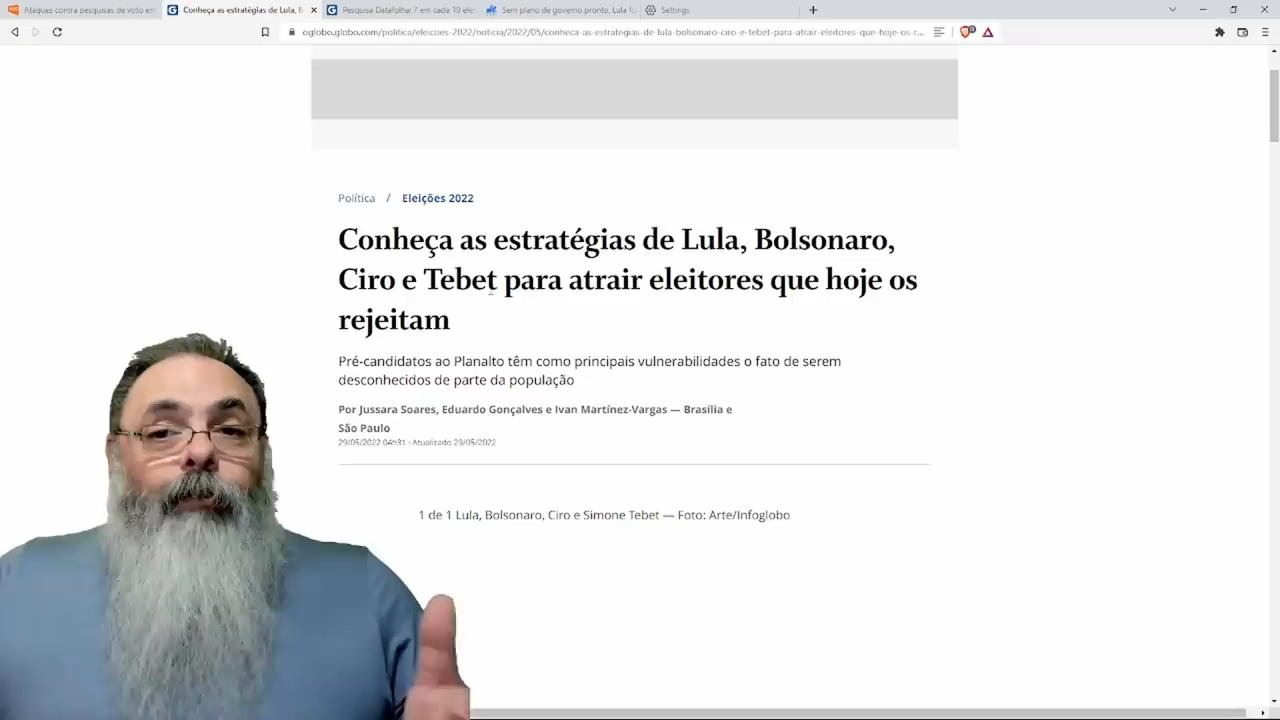 Ataques contra pesquisas de voto em
Conheça as estratégias de Lula, B
Pesquisa Datafolha: 7 em cada 10 ele
Sem plano de governo pronto, Lula fa
Settings
oglobo.globo.com/politica/eleicoes-2022/noticia/2022/05/conheca-as-estrategias-de-lula-bolsonaro-ciro-e-tebet-para-atrair-eleitores-que-hoje-os-r...
Política / Eleições 2022
Conheça as estratégias de Lula, Bolsonaro,
Ciro e Tebet para atrair eleitores que hoje os
rejeitam
Pré-candidatos ao Planalto têm como principais vulnerabilidades o fato de serem
desconhecidos de parte da população
Por Jussara Soares, Eduardo Gonçalves e Ivan Martínez-Vargas — Brasília e
São Paulo
29/05/2022 04h31 · Atualizado 29/05/2022
1 de 1 Lula, Bolsonaro, Ciro e Simone Tebet — Foto: Arte/Infoglobo